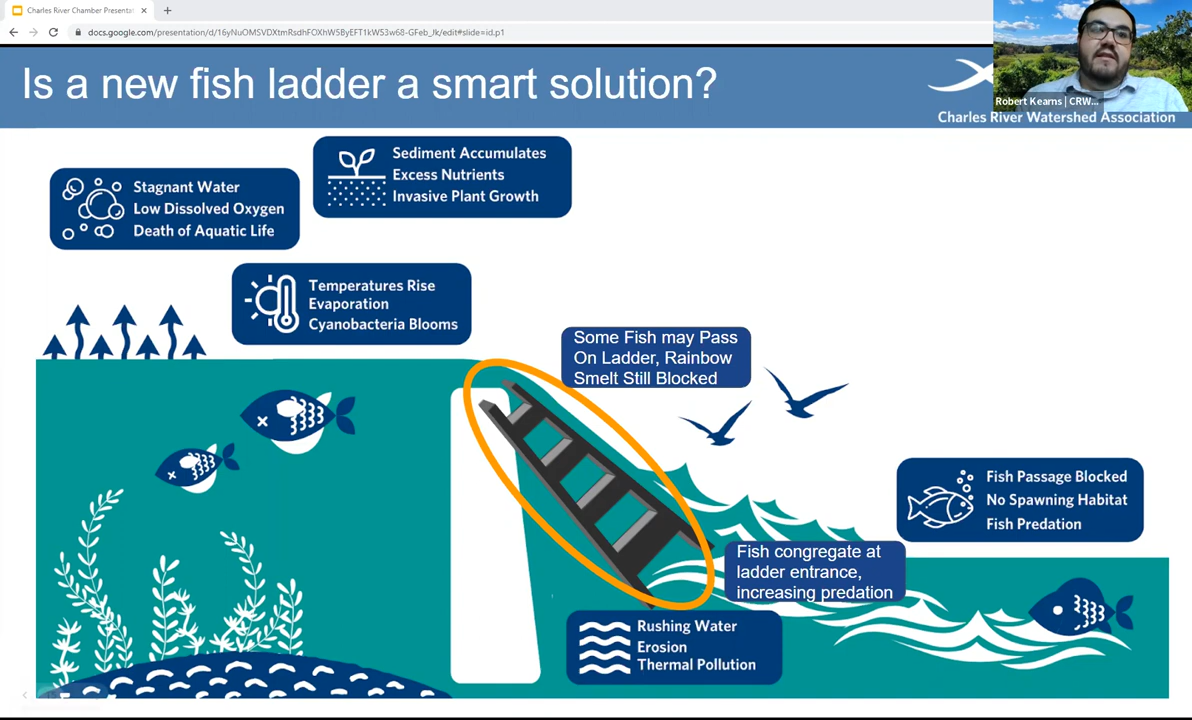 Charles River Chamber Presentat
docs.google.com/presentation/d/16yNuOMSVDXtmRsdhFOXhW5ByEFT1kW53w68-GFeb_Jk/edit#slide=id.p1
Is a new fish ladder a smart solution?
Robert Kearns | CRW...
Charles River Watershed Association
Sediment Accumulates
Excess Nutrients
Invasive Plant Growth
Stagnant Water
Low Dissolved Oxygen
Death of Aquatic Life
Temperatures Rise
Evaporation
Cyanobacteria Blooms
Some Fish may Pass
On Ladder, Rainbow
Smelt Still Blocked
Fish Passage Blocked
No Spawning Habitat
Fish Predation
Fish congregate at
ladder entrance,
increasing predation
Rushing Water
Erosion
Thermal Pollution